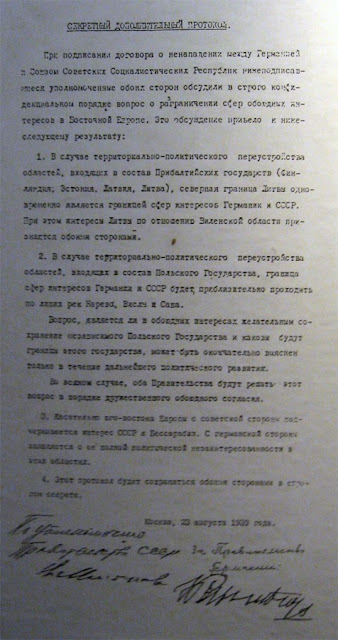 СЕКРЕТНЫЙ ДОПОЛНИТЕЛЬНЫЙ ПРОТОКОЛ.
При подписании договора о ненападении между Германией
и Союзом Советских Социалистических Республик нижеподписав-
шиеся уполномоченные обоих сторон обсудили в строго конфи-
денциальном порядке вопрос о разграничении сфер обоюдных ин-
тересов в Восточной Европе. Это обсуждение привело к ниже-
следующему результату:
1. В случае территориально-политического переустройства
областей, входящих в состав Прибалтийских государств (Фин-
ляндия, Эстония, Латвия, Литва), северная граница Литвы одно-
временно является границей сфер интересов Германии и СССР.
При этом интересы Литвы по отношению Виленской области при-
знаются обоими сторонами.
2. В случае территориально-политического переустройства
областей, входящих в состав Польского Государства, граница
сфер интересов Германии и СССР будет приблизительно проходить
по линии рек Нарева, Вислы и Сана.
Вопрос, является ли в обоюдных интересах желательным со-
хранение независимого Польского Государства и каковы будут
границы этого государства, может быть окончательно выяснен
только в течение дальнейшего политического развития.
Во всяком случае, оба Правительства будут решать этот
вопрос в порядке дружественного обоюдного согласия.
3. Касательно юго-востока Европы с советской стороны под-
черкивается интерес СССР к Бессарабии. С германской стороны
заявляется о ее полной политической незаинтересованности в
этих областях.
4. Этот протокол будет сохраняться обоими сторонами в стро-
гом секрете.
Москва, 23 августа 1939 года.
По уполномочию
Правительства СССР
За Правительство
Германии
В. Молотов